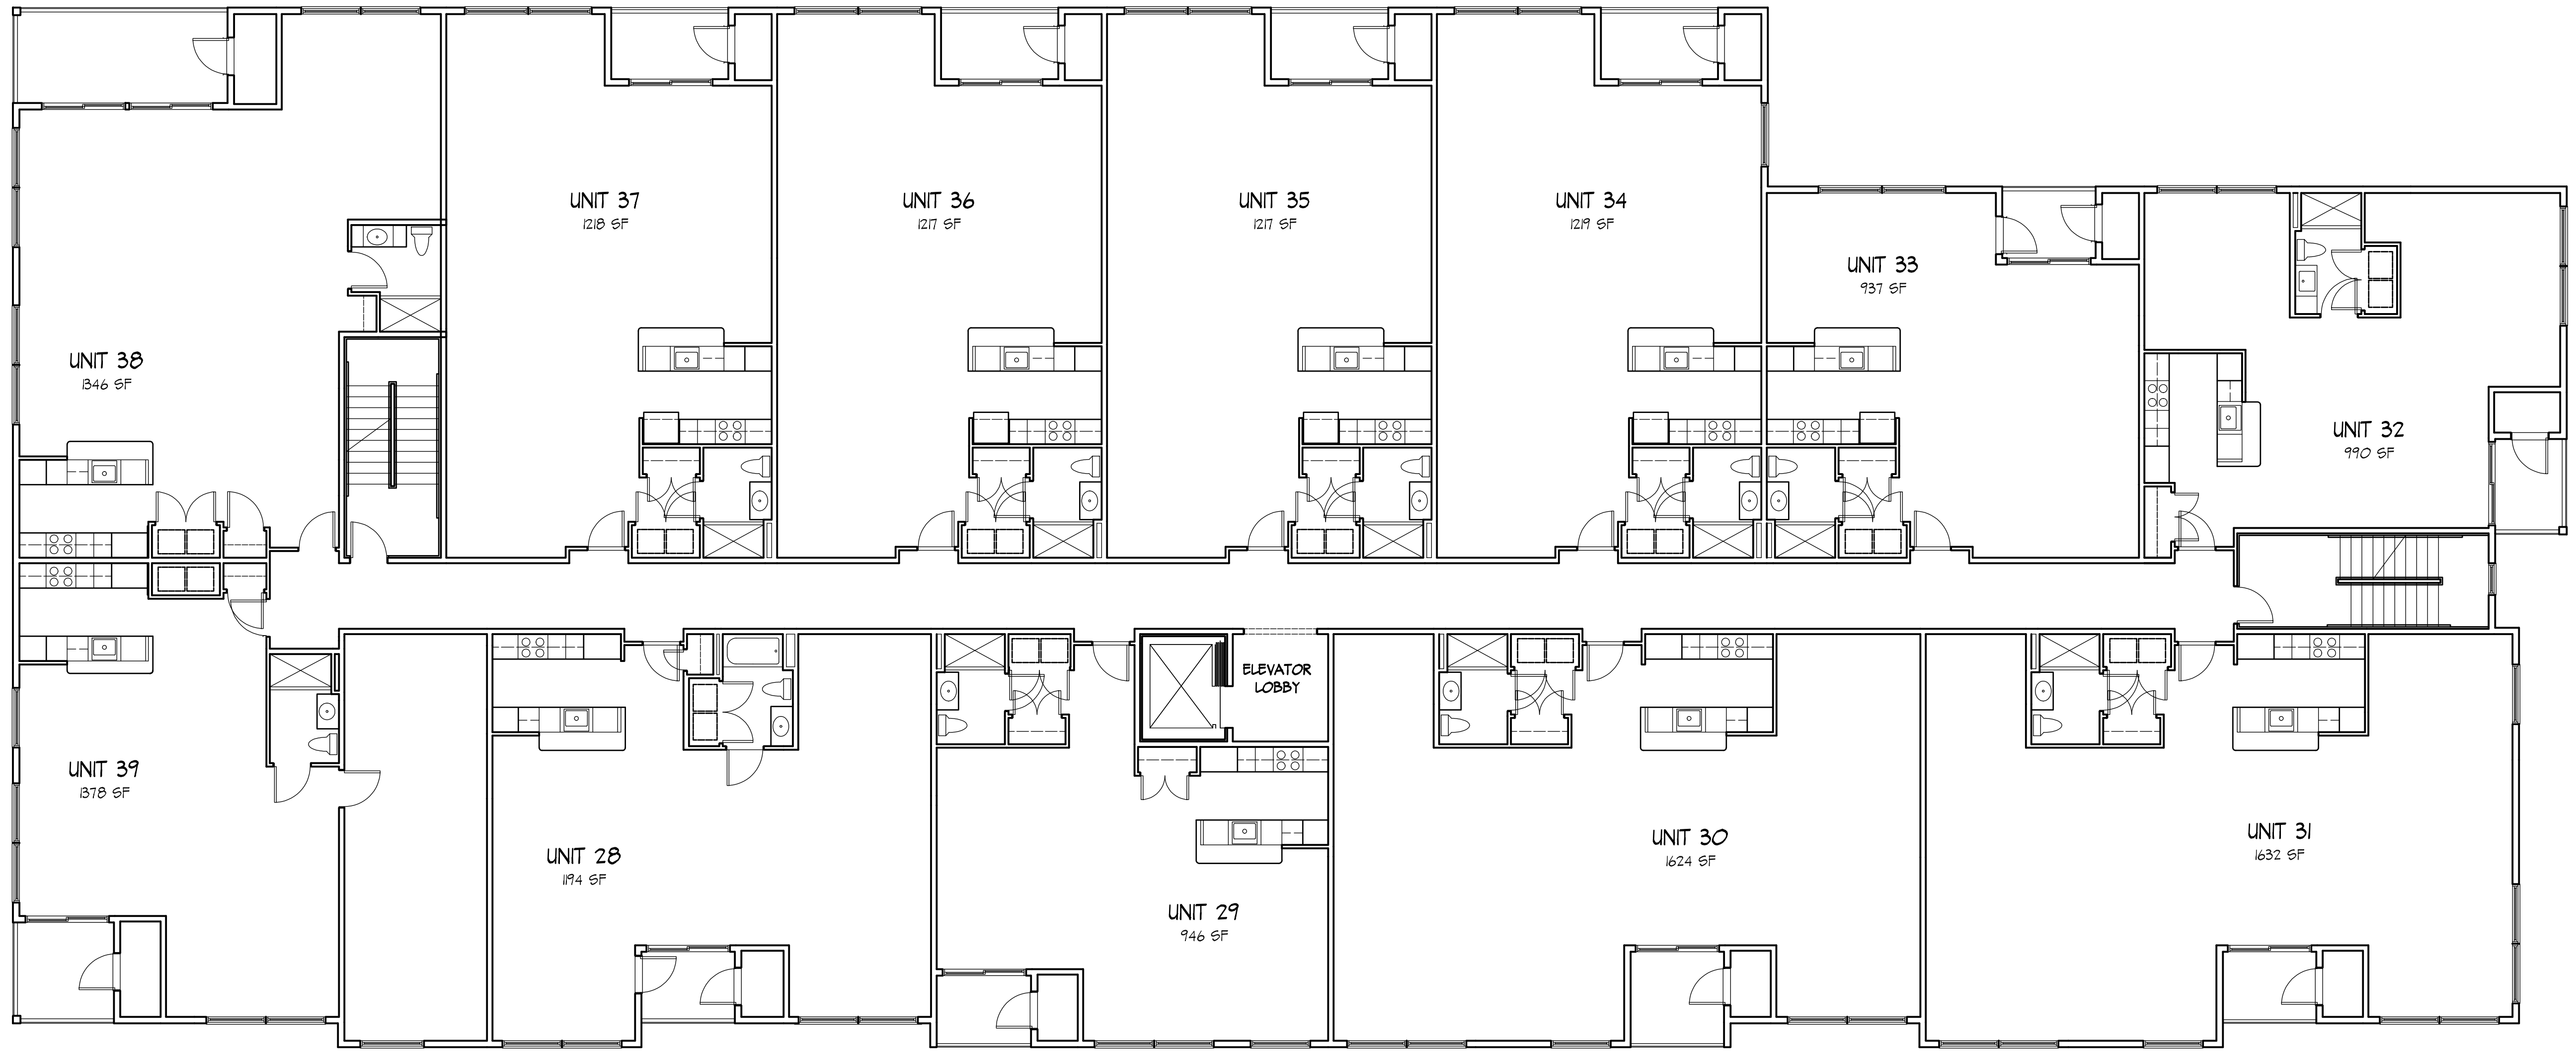 UNIT 37
1218 SF
UNIT 36
1217 SF
UNIT 35
1217 SF
UNIT 34
1219 SF
UNIT 33
937 SF
UNIT 38
1346 SF
UNIT 32
990 SF
ELEVATOR
LOBBY
UNIT 39
1378 SF
UNIT 28
1194 SF
UNIT 29
946 SF
UNIT 30
1624 SF
UNIT 31
1632 SF